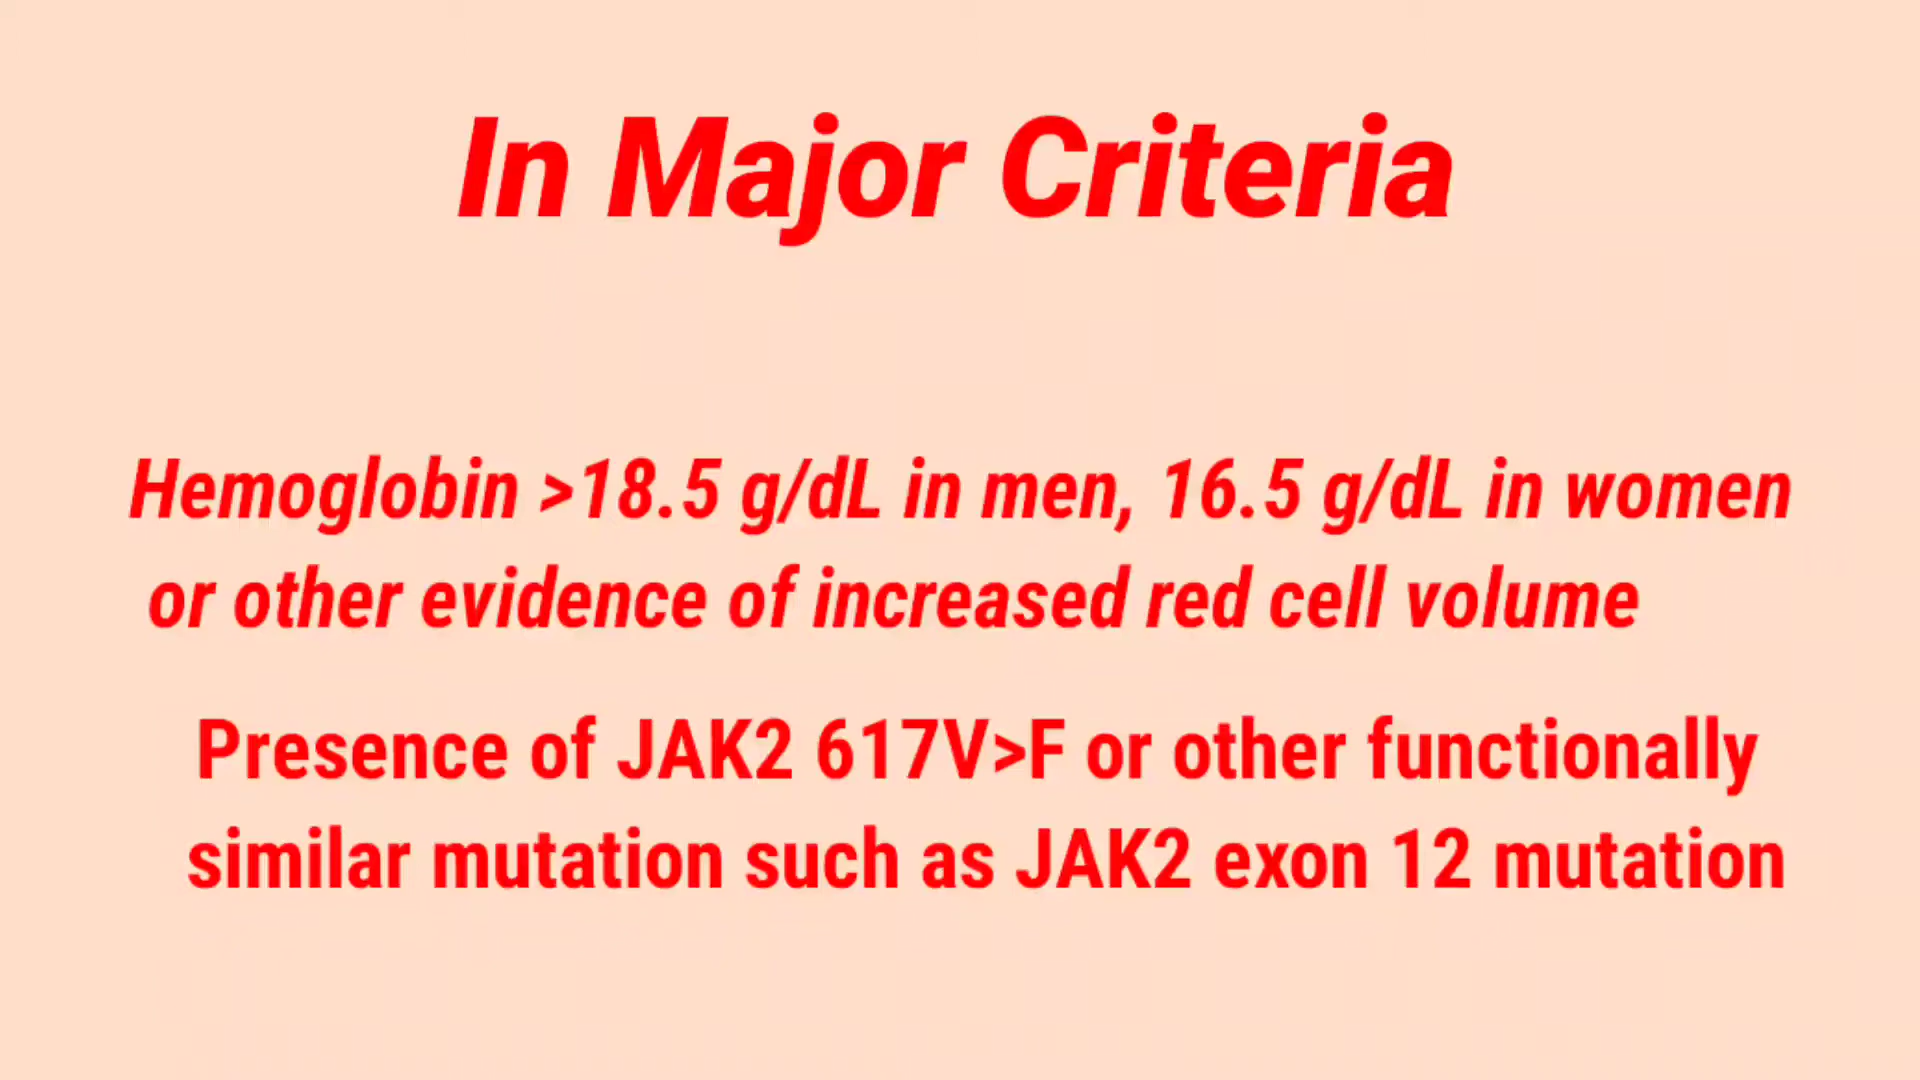 In Major Criteria
Hemoglobin >18.5 g/dL in men, 16.5 g/dL in women
or other evidence of increased red cell volume
Presence of JAK2 617V>F or other functionally
similar mutation such as JAK2 exon 12 mutation